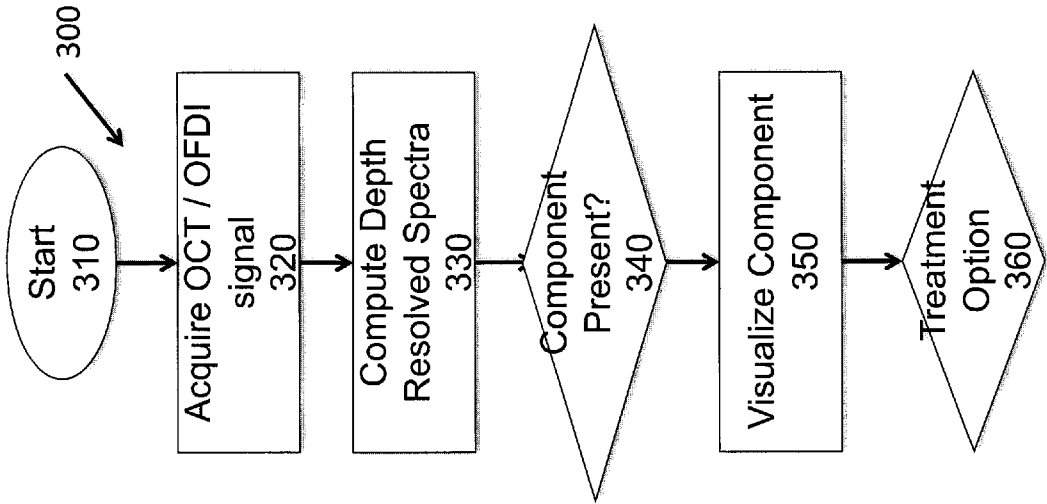 300
Start
310
Acquire OCT / OFDI
signal
320
Compute Depth
Resolved Spectra
330
Component
Present?
340
Visualize Component
350
Treatment
Option
360